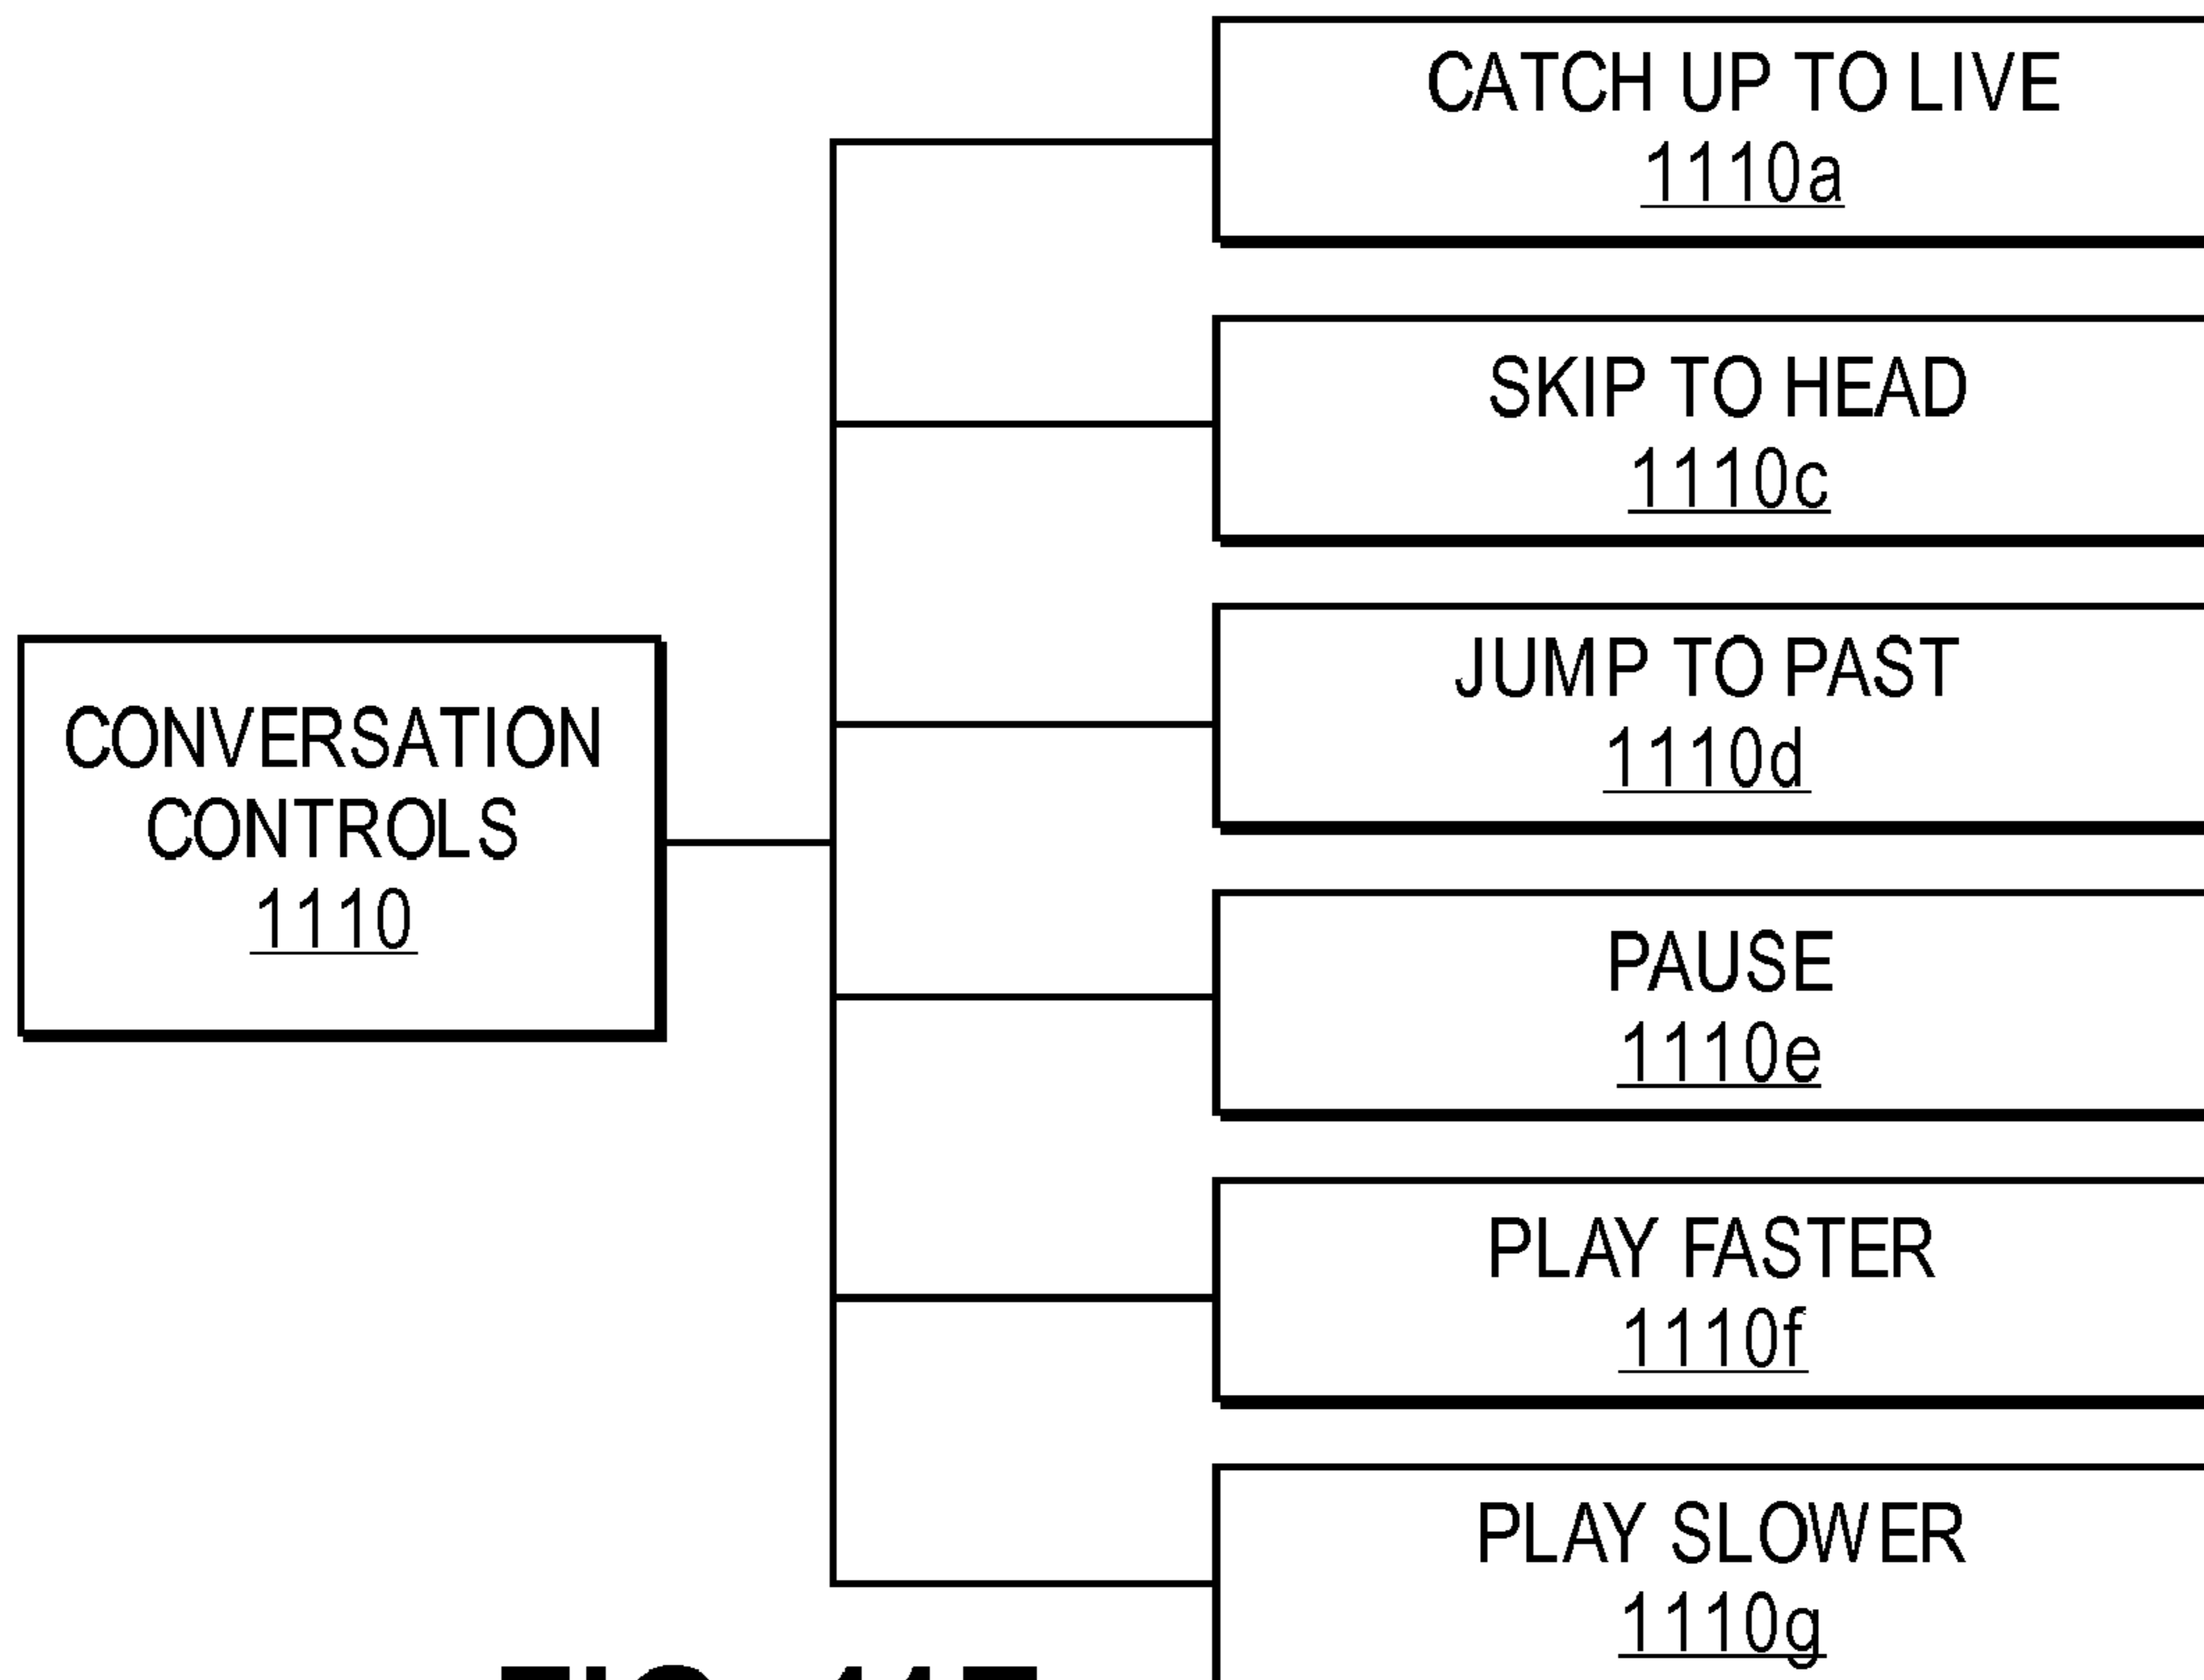 CATCH UP TO LIVE
1110a
SKIP TO HEAD
1110c
JUMP TO PAST
1110d
CONVERSATION
CONTROLS
1110
PAUSE
1110e
PLAY FASTER
1110f
PLAY SLOWER
1110g